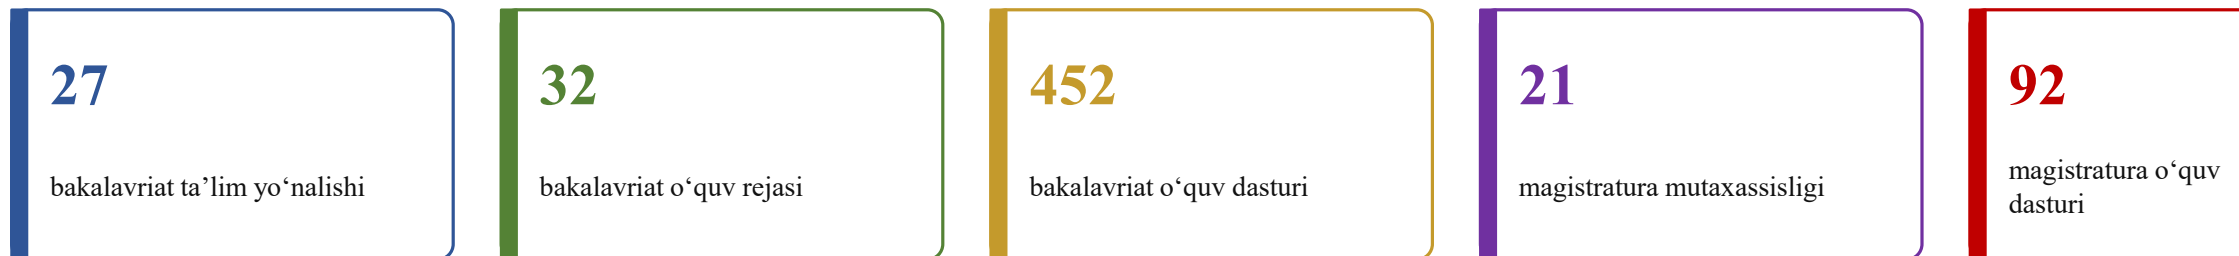 27
bakalavriat ta’lim yo‘nalishi
32
bakalavriat o‘quv rejasi
452
bakalavriat o‘quv dasturi
21
magistratura mutaxassisligi
92
magistratura o‘quv
dasturi